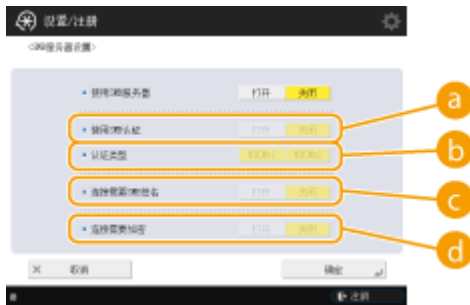 设置/注册
<SMB服务器设置>
使用SMB服务器 打开 关闭
a
使用SMB认证 打开 关闭
b
认证类型
c
连接需要SMB签名 打开 关闭
连接需要加密 打开 关闭
d
取消 确定
注销